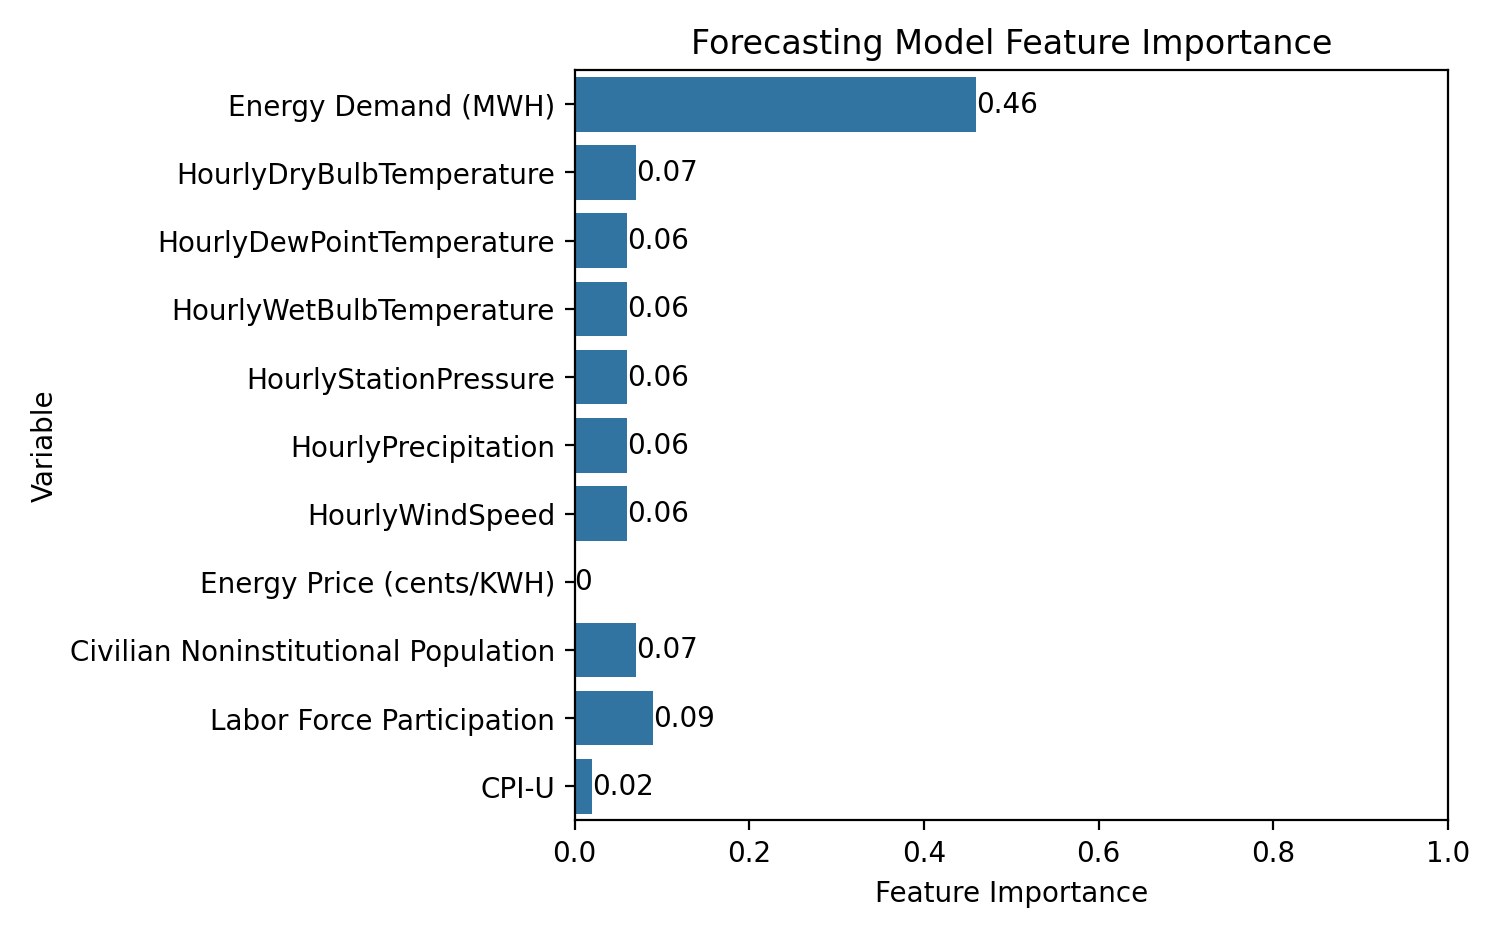 Forecasting Model Feature Importance
Energy Demand (MWH) 0.46
HourlyDryBulbTemperature 0.07
HourlyDewPointTemperature 0.06
HourlyWetBulbTemperature 0.06
HourlyStationPressure 0.06
HourlyPrecipitation 0.06
HourlyWindSpeed 0.06
Energy Price (cents/KWH) 0
Civilian Noninstitutional Population 0.07
Labor Force Participation 0.09
CPI-U 0.02
Variable
0.0 0.2 0.4 0.6 0.8 1.0
Feature Importance